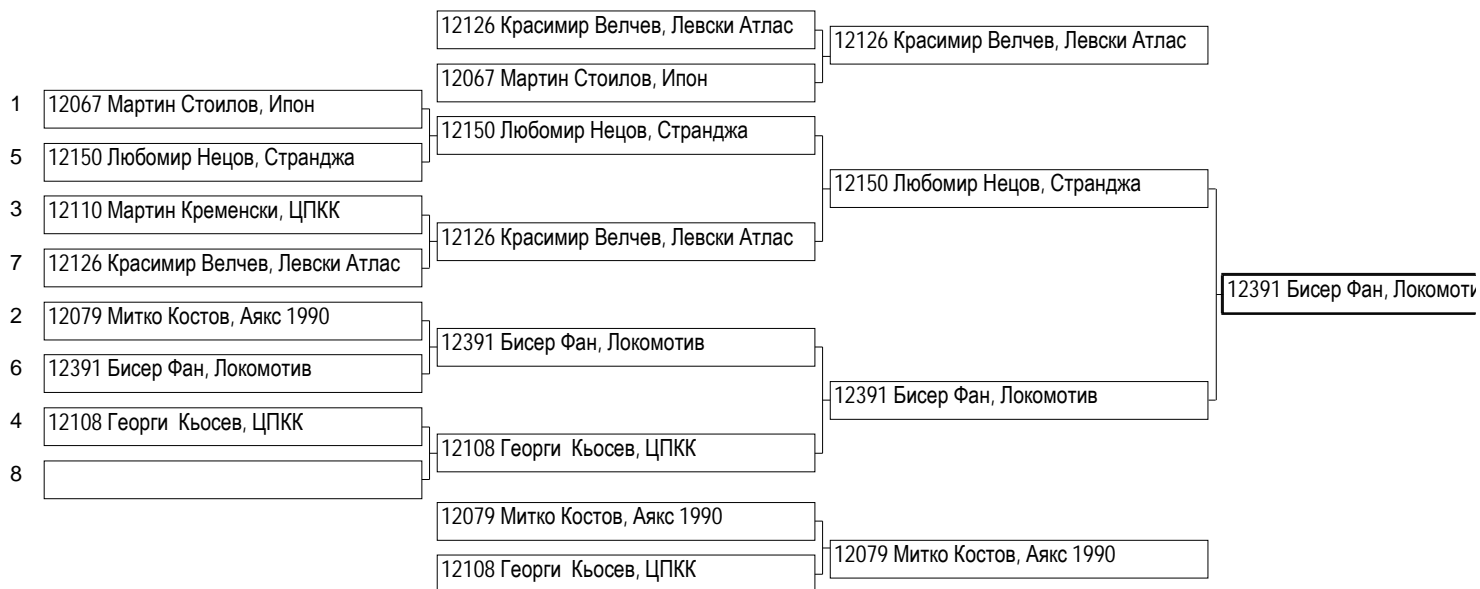 12126 Красимир Велчев, Левски Атлас
12126 Красимир Велчев, Левски Атлас
12067 Мартин Стоилов, Ипон
1 12067 Мартин Стоилов, Ипон
12150 Любомир Нецов, Странджа
5 12150 Любомир Нецов, Странджа
12150 Любомир Нецов, Странджа
3 12110 Мартин Кременски, ЦПКК
12126 Красимир Велчев, Левски Атлас
7 12126 Красимир Велчев, Левски Атлас
12391 Бисер Фан, Локомоти
2 12079 Митко Костов, Аякс 1990
12391 Бисер Фан, Локомотив
6 12391 Бисер Фан, Локомотив
12391 Бисер Фан, Локомотив
4 12108 Георги Кьосев, ЦПКК
12108 Георги Кьосев, ЦПКК
8
12079 Митко Костов, Аякс 1990
12079 Митко Костов, Аякс 1990
12108 Георги Кьосев, ЦПКК